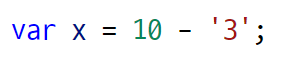 var x = 10 - '3';